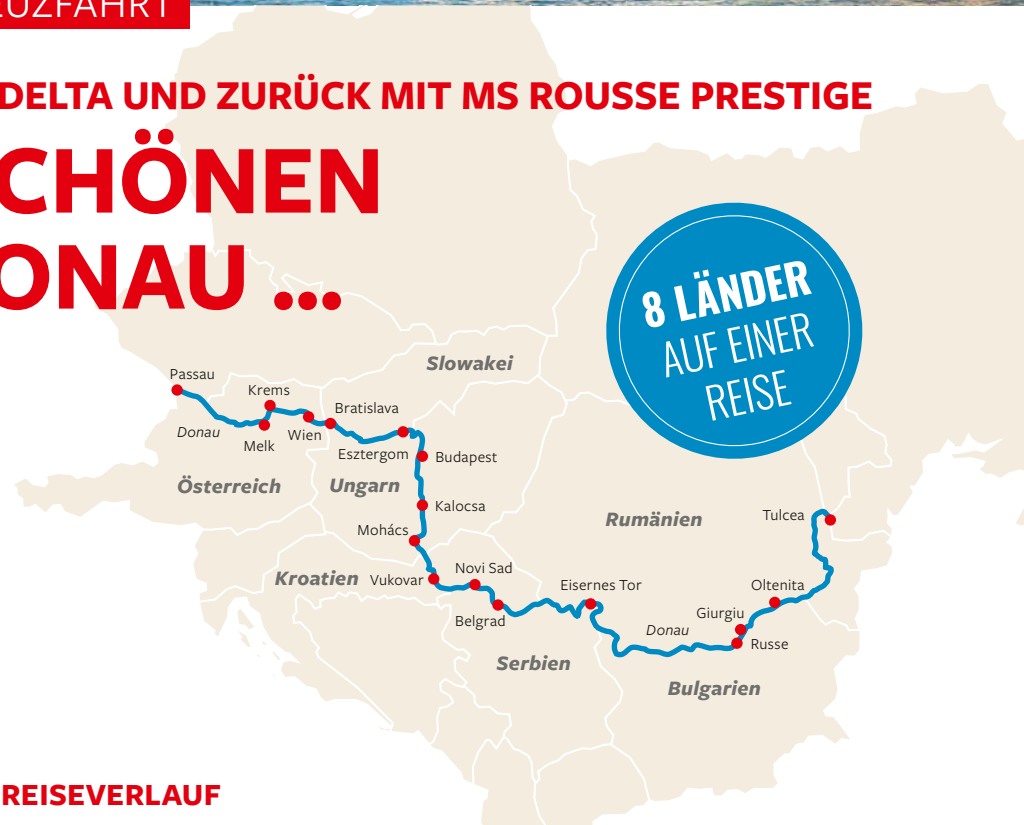 DELTA UND ZURÜCK MIT MS ROUSSE PRESTIGE
CHÖNEN
ONAU ...
8 LÄNDER
AUF EINER
REISE
Slowakei
Passau
Krems
Bratislava
Donau
Melk
Wien
Esztergom
Budapest
Österreich
Ungarn
Kalocsa
Rumänien
Tulcea
Mohács
Kroatien
Vukovar
Novi Sad
Eisernes Tor
Oltenita
Belgrad
Giurgiu
Donau
Russe
Serbien
Bulgarien
REISEVERLAUF